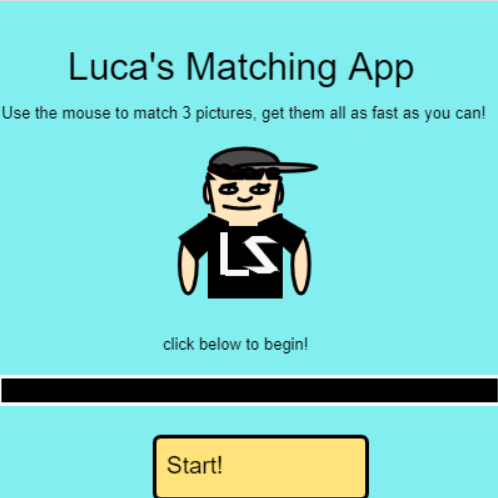 Luca's Matching App
Use the mouse to match 3 pictures, get them all as fast as you can!
LS
click below to begin!
Start!